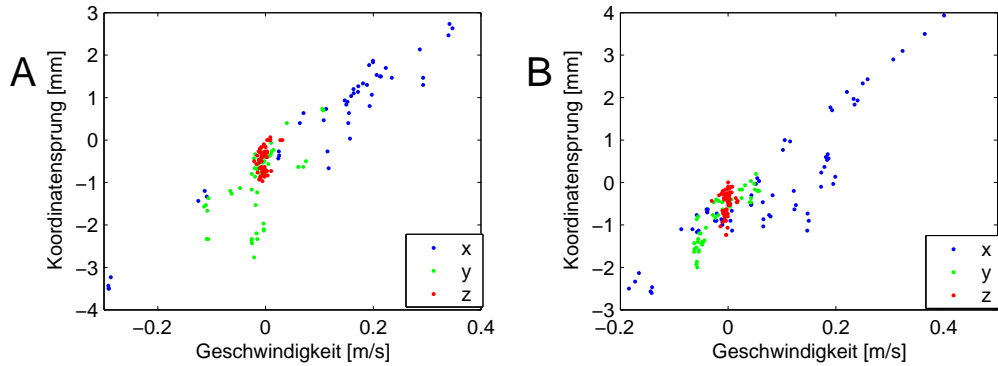 A
Koordinatensprung [mm]
3
2
1
0
−1
−2
−3
−4
−0.2
0
0.2
0.4
Geschwindigkeit [m/s]
x
y
z
B
Koordinatensprung [mm]
4
3
2
1
0
−1
−2
−3
−0.2
0
0.2
0.4
Geschwindigkeit [m/s]
x
y
z